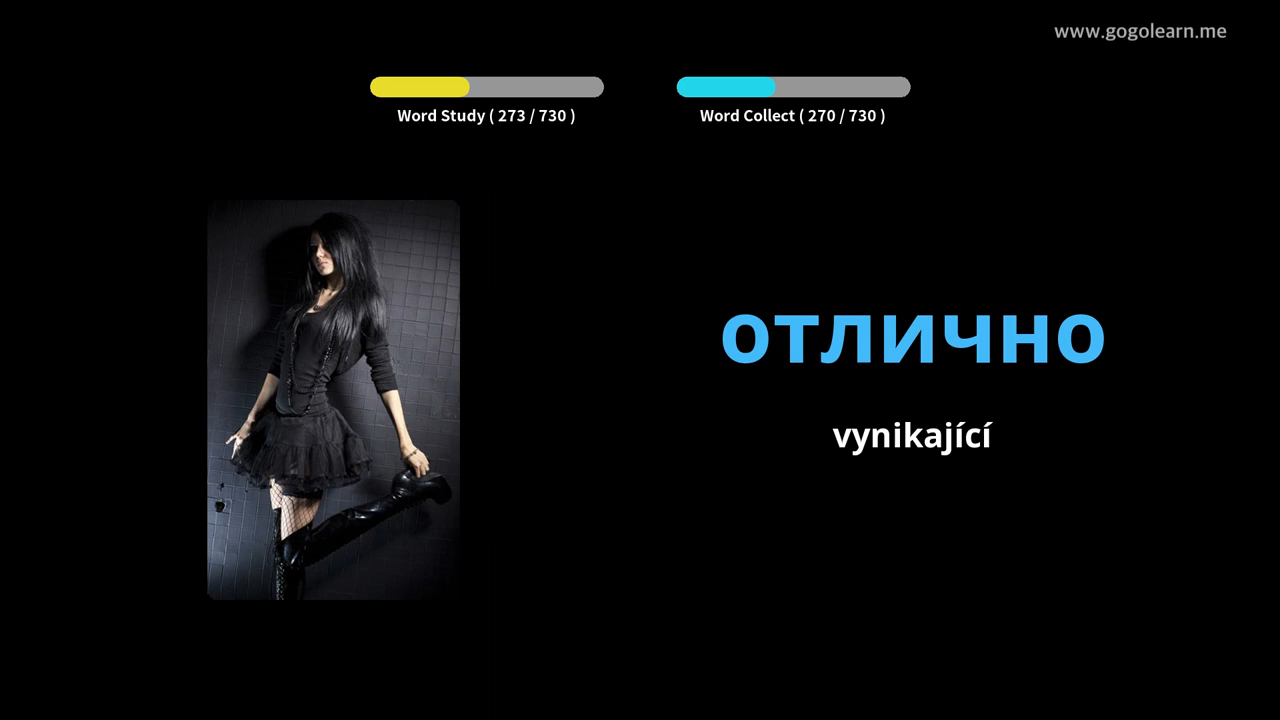 www.gogolearn.me
Word Study ( 273 / 730 )
Word Collect ( 270 / 730 )
отлично
vynikající